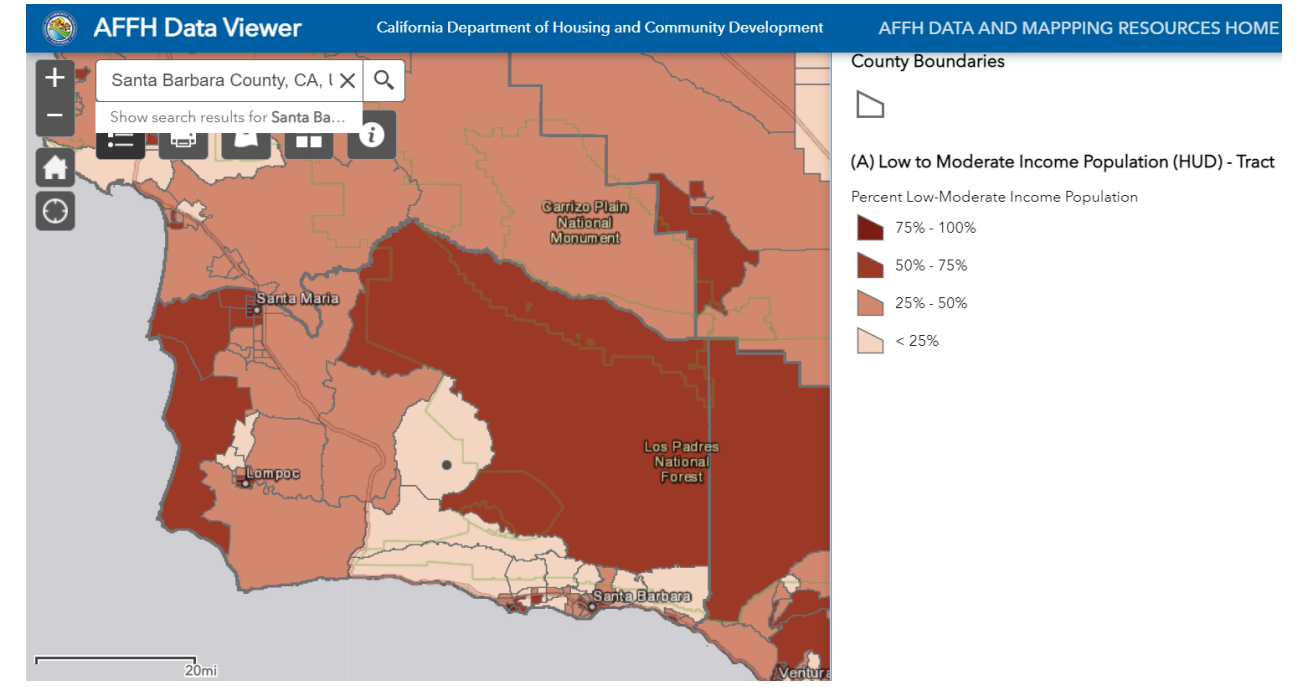 AFFH Data Viewer
California Department of Housing and Community Development
AFFH DATA AND MAPPPING RESOURCES HOME
Santa Barbara County, CA, U
Show search results for Santa Ba...
Carrizo Plain
National
Monument
Santa Maria
Los Padres
National
Forest
Lompoc
Santa Barbara
Ventura
20mi
County Boundaries
(A) Low to Moderate Income Population (HUD) - Tract
Percent Low-Moderate Income Population
75% - 100%
50% - 75%
25% - 50%
< 25%